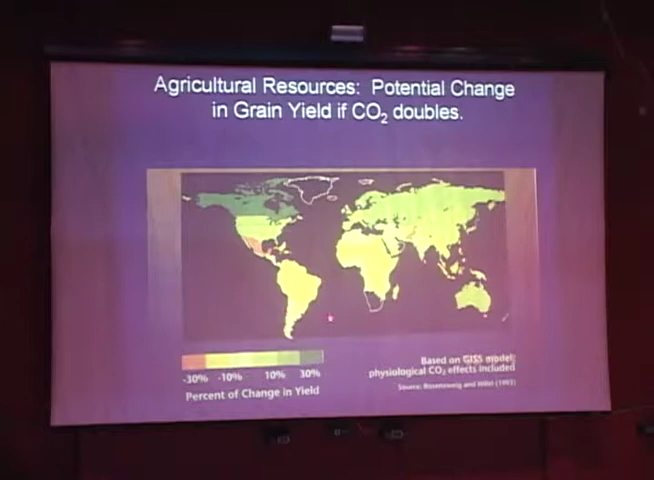 Agricultural Resources: Potential Change
in Grain Yield if CO₂ doubles.
-30% -10% 10% 30%
Percent of Change in Yield
Based on GISS model;
physiological CO₂ effects included
Source: Rosenzweig and Hillel (1993)